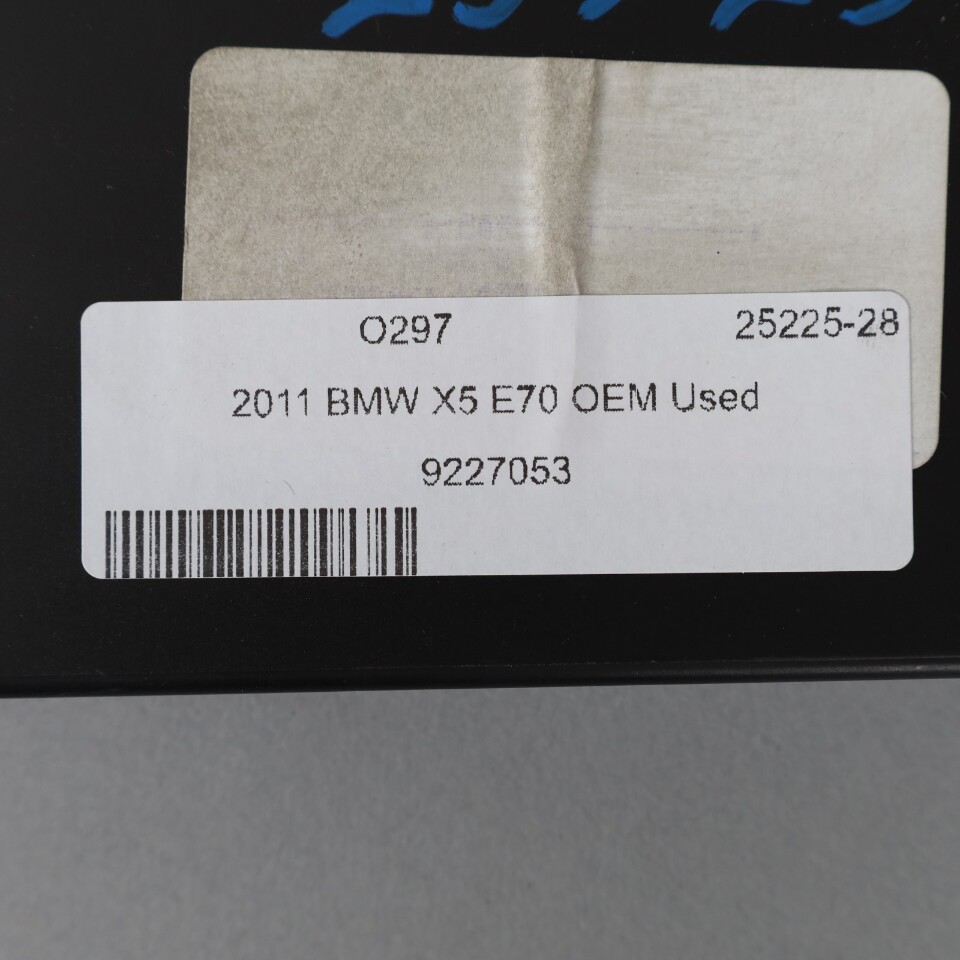 O297 25225-28
2011 BMW X5 E70 OEM Used
9227053